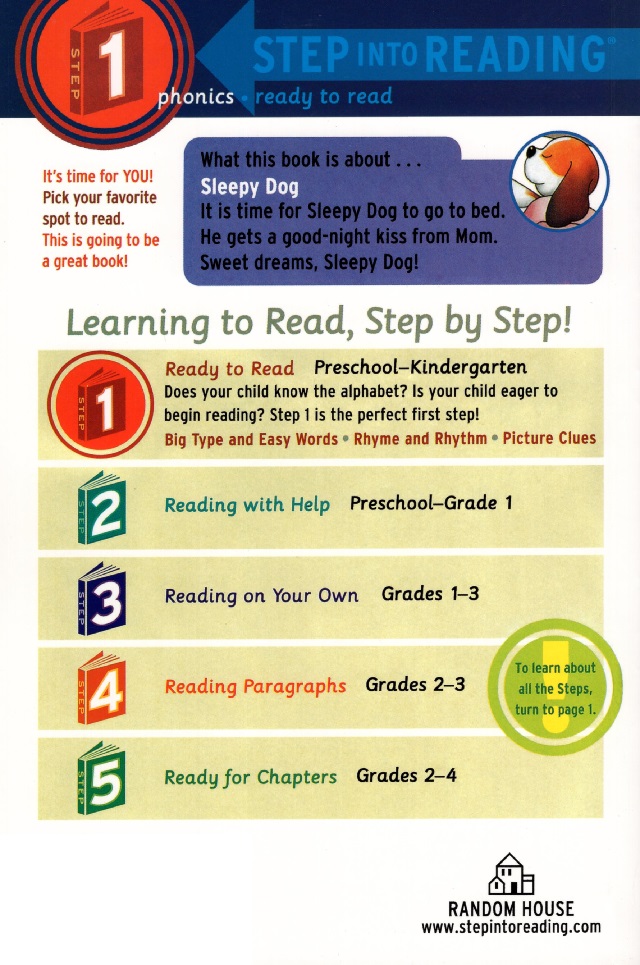 STEP 1
STEP INTO READING®
phonics • ready to read
It's time for YOU!
Pick your favorite
spot to read.
This is going to be
a great book!
What this book is about . . .
Sleepy Dog
It is time for Sleepy Dog to go to bed.
He gets a good-night kiss from Mom.
Sweet dreams, Sleepy Dog!
Learning to Read, Step by Step!
STEP 1
Ready to Read Preschool–Kindergarten
Does your child know the alphabet? Is your child eager to
begin reading? Step 1 is the perfect first step!
Big Type and Easy Words • Rhyme and Rhythm • Picture Clues
STEP 2
Reading with Help Preschool–Grade 1
STEP 3
Reading on Your Own Grades 1–3
STEP 4
Reading Paragraphs Grades 2–3
To learn about
all the Steps,
turn to page 1.
STEP 5
Ready for Chapters Grades 2–4
RANDOM HOUSE
www.stepintoreading.com